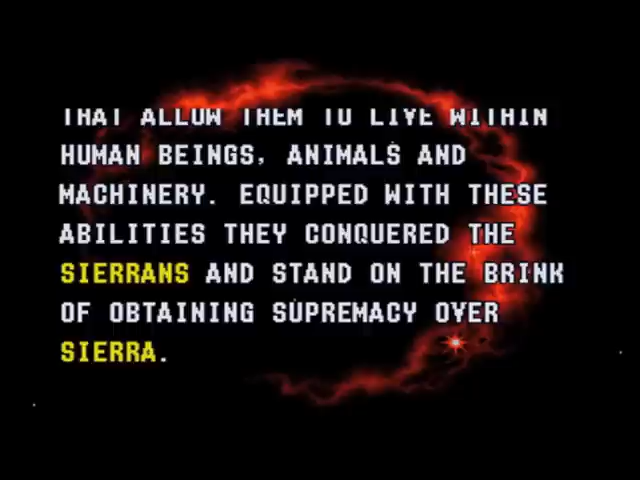 THAT ALLOW THEM TO LIVE WITHIN
HUMAN BEINGS, ANIMALS AND
MACHINERY. EQUIPPED WITH THESE
ABILITIES THEY CONQUERED THE
SIERRANS AND STAND ON THE BRINK
OF OBTAINING SUPREMACY OVER
SIERRA.